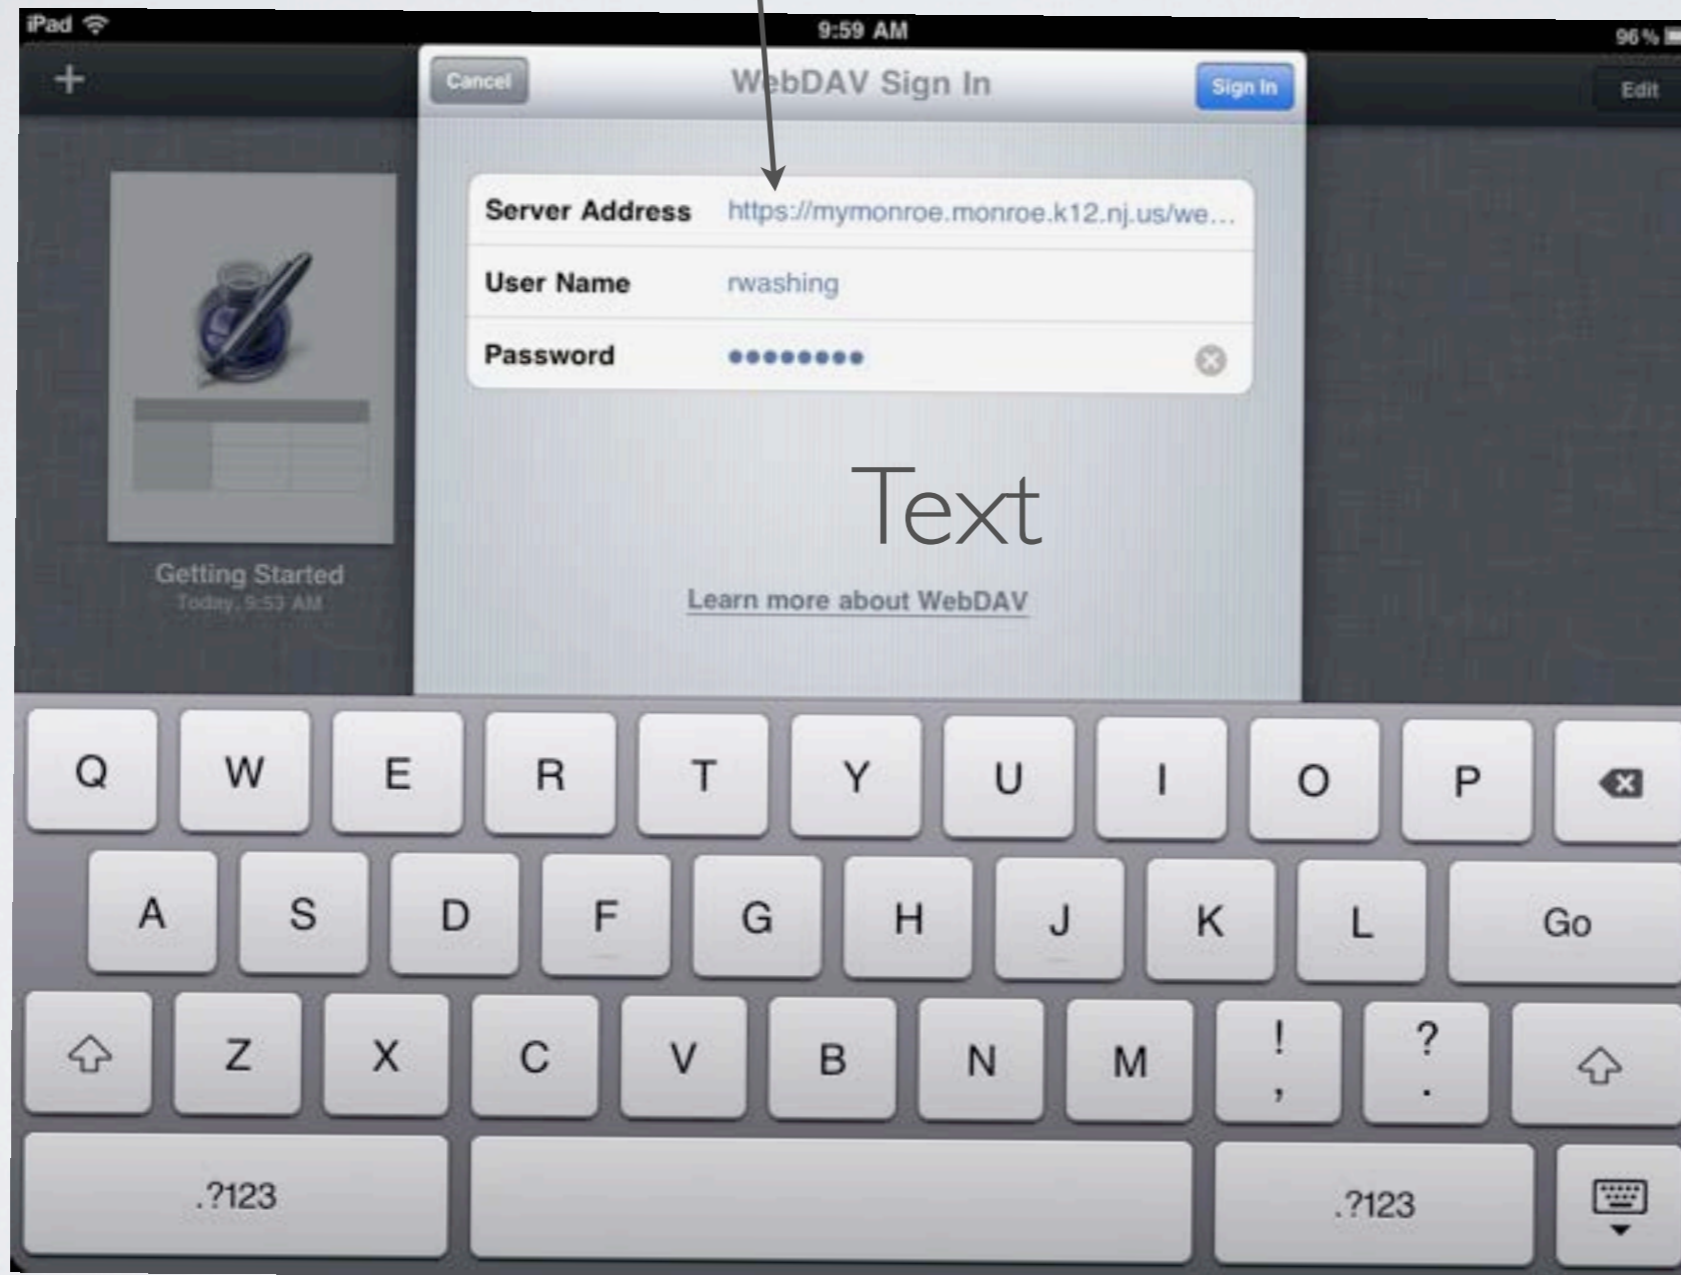 iPad 9:59 AM 96%
Cancel WebDAV Sign In Sign In Edit
Server Address https://mymonroe.monroe.k12.nj.us/we...
User Name rwashing
Password ••••••••
Text
Getting Started
Today, 9:53 AM
Learn more about WebDAV
Q W E R T Y U I O P
A S D F G H J K L Go
Z X C V B N M ! , ? .
.?123 .?123